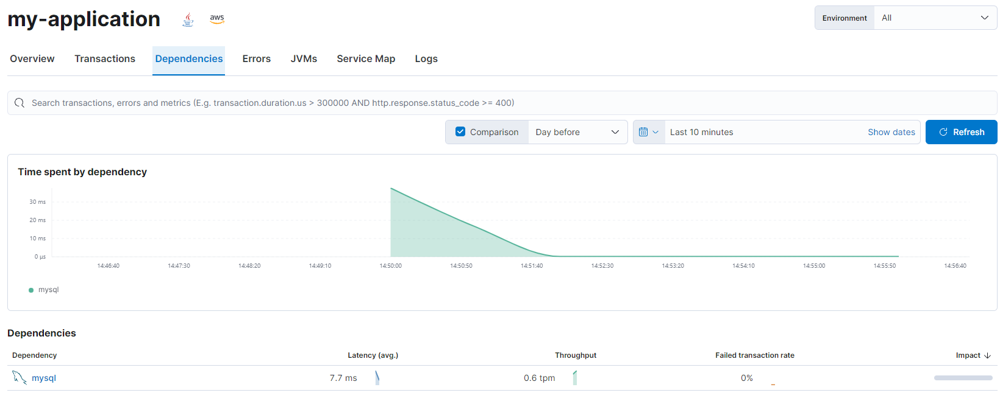 my-application
aws
Environment All
Overview Transactions Dependencies Errors JVMs Service Map Logs
Search transactions, errors and metrics (E.g. transaction.duration.us > 300000 AND http.response.status_code >= 400)
Comparison Day before Last 10 minutes Show dates Refresh
Time spent by dependency
30 ms
20 ms
10 ms
0 μs
14:46:40 14:47:30 14:48:20 14:49:10 14:50:00 14:50:50 14:51:40 14:52:30 14:53:20 14:54:10 14:55:00 14:55:50 14:56:40
mysql
Dependencies
Dependency Latency (avg.) Throughput Failed transaction rate Impact
mysql 7.7 ms 0.6 tpm 0%